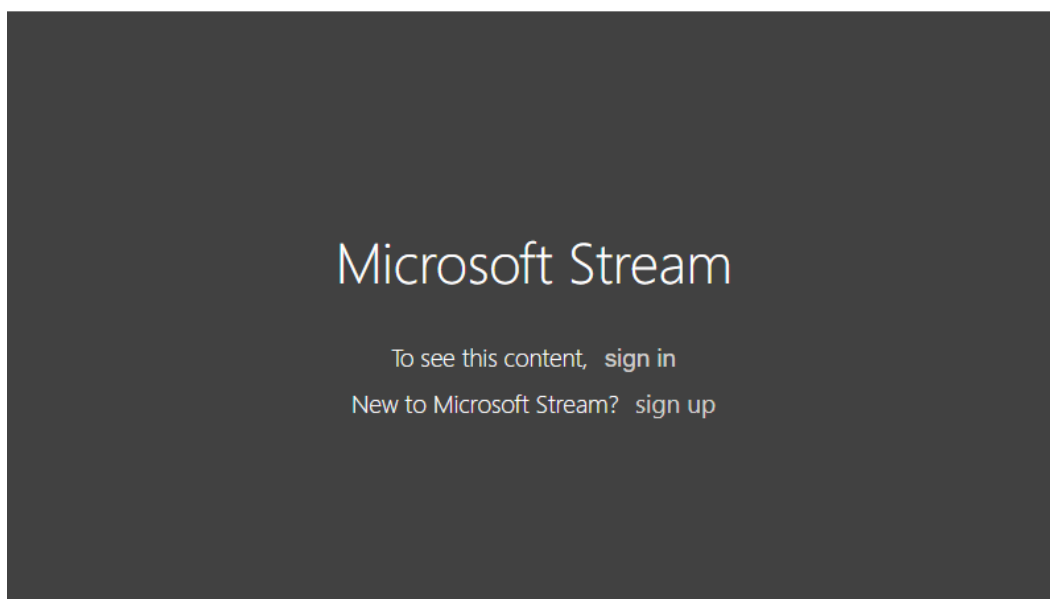 Microsoft Stream
To see this content, sign in
New to Microsoft Stream? sign up